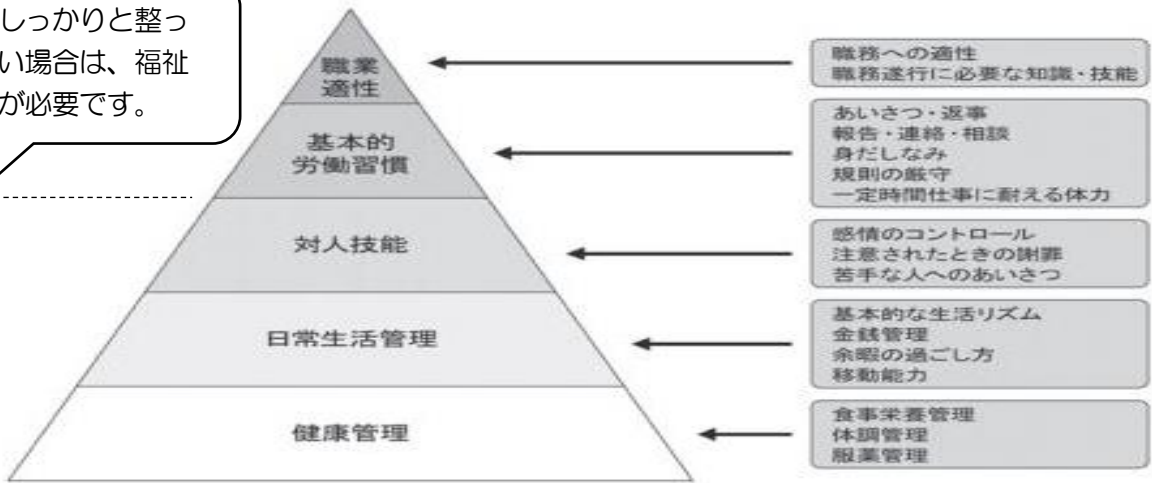 しっかりと整っ
い場合は、福祉
が必要です。
職業
適性
職務への適性
職務遂行に必要な知識・技能
基本的
労働習慣
あいさつ・返事
報告・連絡・相談
身だしなみ
規則の厳守
一定時間仕事に耐える体力
対人技能
感情のコントロール
注意されたときの謝罪
苦手な人へのあいさつ
日常生活管理
基本的な生活リズム
金銭管理
余暇の過ごし方
移動能力
健康管理
食事栄養管理
体調管理
服薬管理